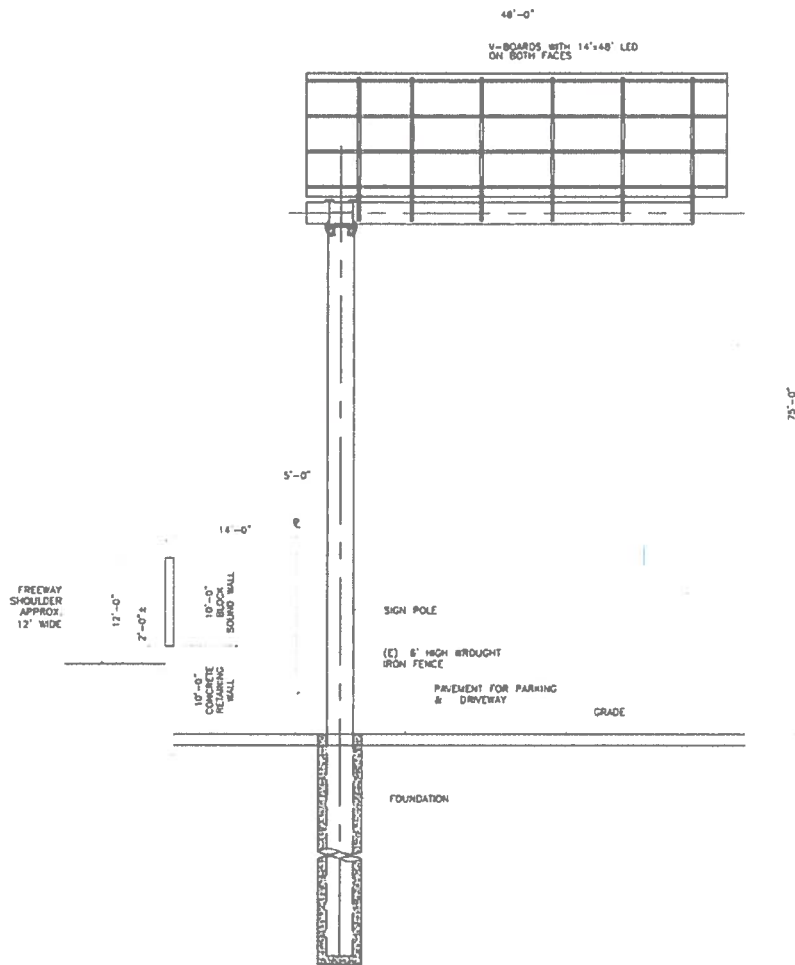 48'-0"
V-BOARDS WITH 14'x48' LED
ON BOTH FACES
75'-0"
5'-0"
14'-0"
FREEWAY
SHOULDER
APPROX.
12' WIDE
12'-0"
2'-0"±
10'-0"
BLOCK
SOUND WALL
10'-0"
CONCRETE
RETAINING
WALL
SIGN POLE
(E) 6' HIGH WROUGHT
IRON FENCE
PAVEMENT FOR PARKING
& DRIVEWAY
GRADE
FOUNDATION